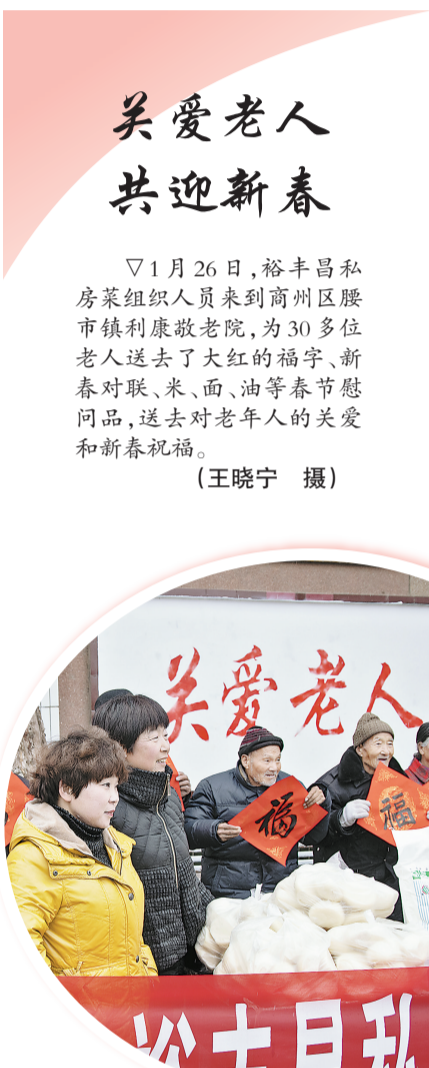 关爱老人
共迎新春
▽1月26日，裕丰昌私
房菜组织人员来到商州区腰
市镇利康敬老院，为30多位
老人送去了大红的福字、新
春对联、米、面、油等春节慰
问品，送去对老年人的关爱
和新春祝福。
（王晓宁　摄）
关爱老人
福
福
裕丰昌私